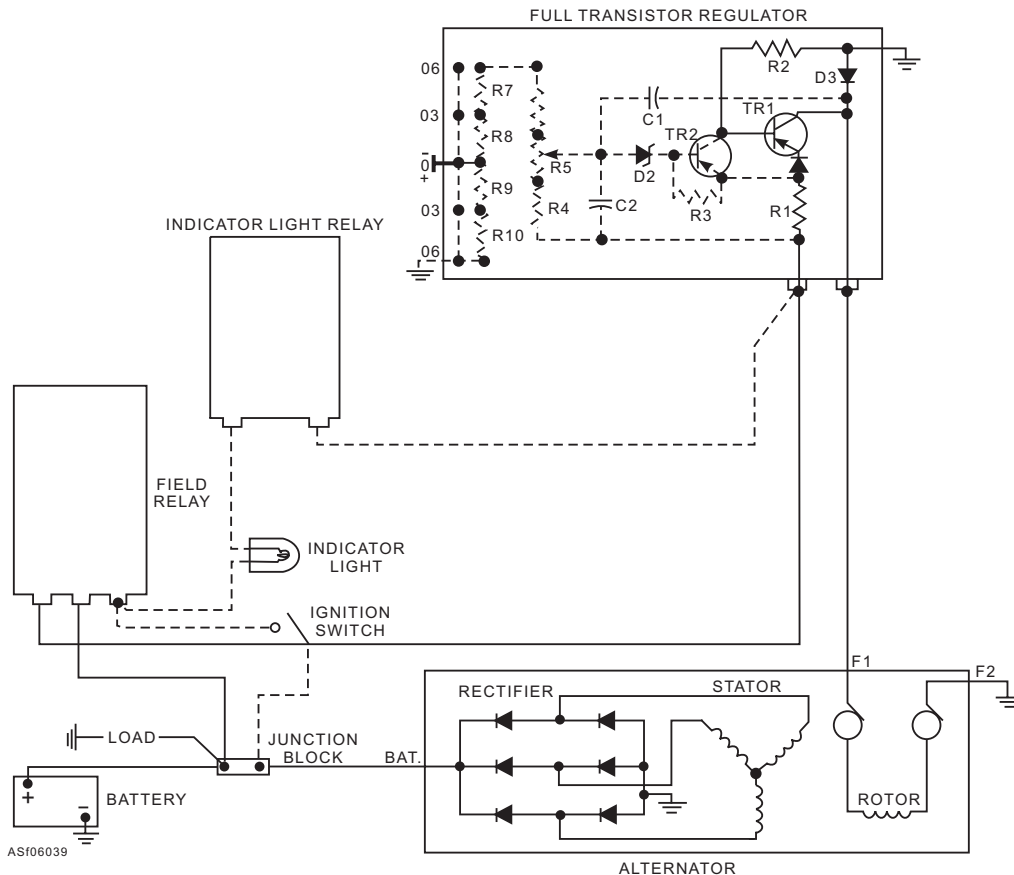 FULL TRANSISTOR REGULATOR
06
R7
03
R8
–
0
+
R9
03
R10
06
R5
R4
C1
C2
D2
TR2
R3
R2
TR1
D3
R1
INDICATOR LIGHT RELAY
FIELD
RELAY
INDICATOR
LIGHT
IGNITION
SWITCH
F1
F2
RECTIFIER
STATOR
LOAD
JUNCTION
BLOCK
BAT.
+
–
BATTERY
ROTOR
ASf06039
ALTERNATOR